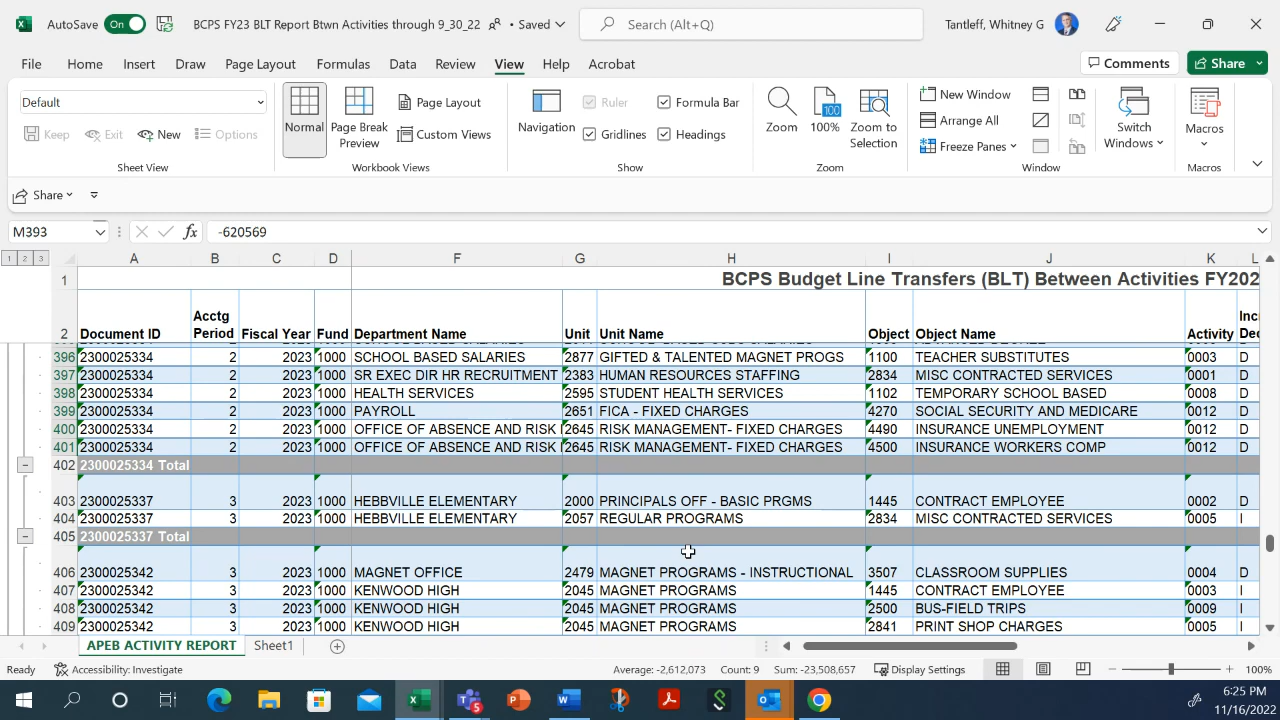 AutoSave On BCPS FY23 BLT Report Btwn Activities through 9_30_22 • Saved Search (Alt+Q) Tantleff, Whitney G
File Home Insert Draw Page Layout Formulas Data Review View Help Acrobat Comments Share
Default
Keep Exit New Options
Sheet View
Normal
Page Break Preview
Page Layout
Custom Views
Workbook Views
Navigation
Ruler
Gridlines
Formula Bar
Headings
Show
Zoom
100
100%
Zoom to Selection
Zoom
New Window
Arrange All
Freeze Panes
Switch Windows
Window
Macros
Macros
Share
M393 fx -620569
1 2 3 A B C D F G H I J K L
1 BCPS Budget Line Transfers (BLT) Between Activities FY202
2 Document ID Acctg Period Fiscal Year Fund Department Name Unit Unit Name Object Object Name Activity Inc Dec
396 2300025334 2 2023 1000 SCHOOL BASED SALARIES 2877 GIFTED & TALENTED MAGNET PROGS 1100 TEACHER SUBSTITUTES 0003 D
397 2300025334 2 2023 1000 SR EXEC DIR HR RECRUITMENT 2383 HUMAN RESOURCES STAFFING 2834 MISC CONTRACTED SERVICES 0001 D
398 2300025334 2 2023 1000 HEALTH SERVICES 2595 STUDENT HEALTH SERVICES 1102 TEMPORARY SCHOOL BASED 0008 D
399 2300025334 2 2023 1000 PAYROLL 2651 FICA - FIXED CHARGES 4270 SOCIAL SECURITY AND MEDICARE 0012 D
400 2300025334 2 2023 1000 OFFICE OF ABSENCE AND RISK 2645 RISK MANAGEMENT- FIXED CHARGES 4490 INSURANCE UNEMPLOYMENT 0012 D
401 2300025334 2 2023 1000 OFFICE OF ABSENCE AND RISK 2645 RISK MANAGEMENT- FIXED CHARGES 4500 INSURANCE WORKERS COMP 0012 D
402 2300025334 Total
403 2300025337 3 2023 1000 HEBBVILLE ELEMENTARY 2000 PRINCIPALS OFF - BASIC PRGMS 1445 CONTRACT EMPLOYEE 0002 D
404 2300025337 3 2023 1000 HEBBVILLE ELEMENTARY 2057 REGULAR PROGRAMS 2834 MISC CONTRACTED SERVICES 0005 I
405 2300025337 Total
406 2300025342 3 2023 1000 MAGNET OFFICE 2479 MAGNET PROGRAMS - INSTRUCTIONAL 3507 CLASSROOM SUPPLIES 0004 D
407 2300025342 3 2023 1000 KENWOOD HIGH 2045 MAGNET PROGRAMS 1445 CONTRACT EMPLOYEE 0003 I
408 2300025342 3 2023 1000 KENWOOD HIGH 2045 MAGNET PROGRAMS 2500 BUS-FIELD TRIPS 0009 I
409 2300025342 3 2023 1000 KENWOOD HIGH 2045 MAGNET PROGRAMS 2841 PRINT SHOP CHARGES 0005 I
APEB ACTIVITY REPORT Sheet1
Ready Accessibility: Investigate Average: -2,612,073 Count: 9 Sum: -23,508,657 Display Settings 100%
6:25 PM
11/16/2022